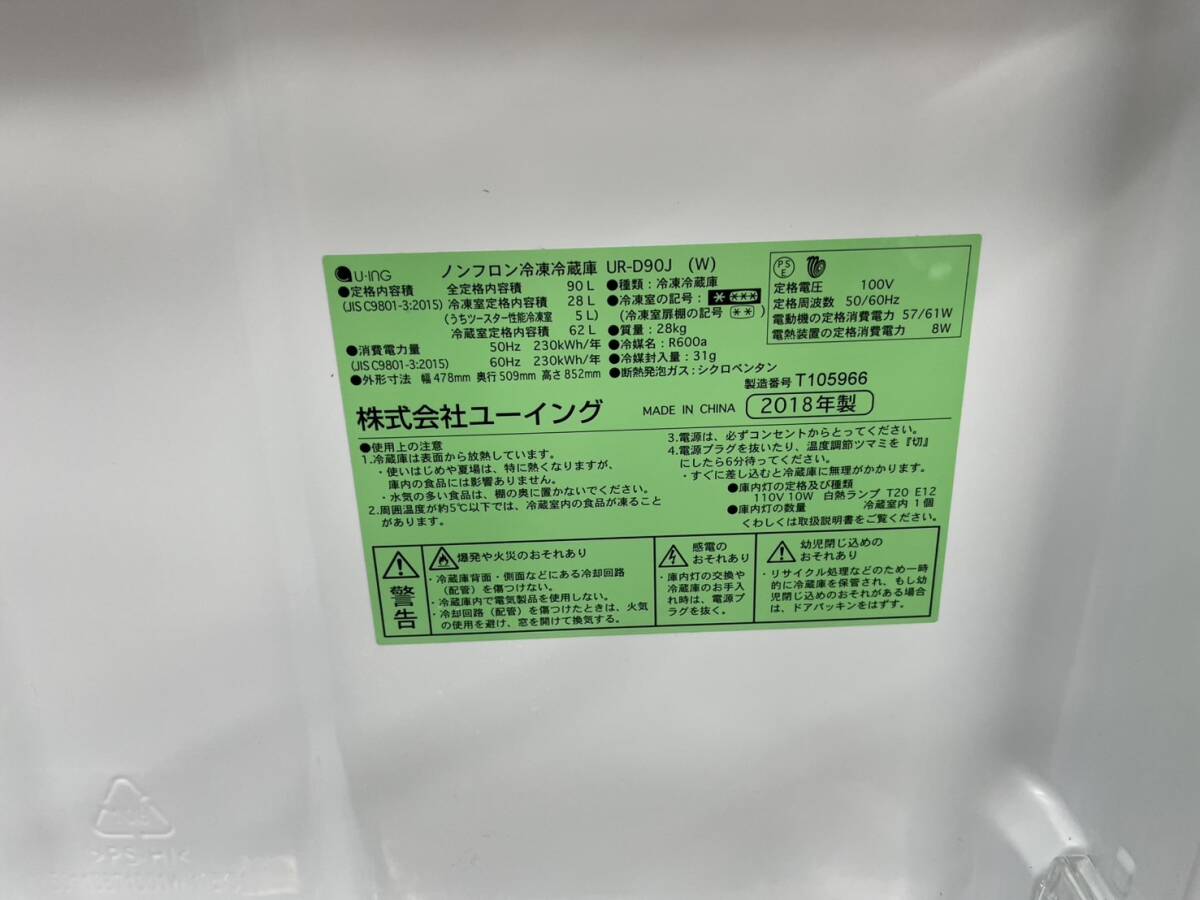 U-ING ノンフロン冷凍冷蔵庫 UR-D90J (W)
●定格内容積 全定格内容積 90 L
(JIS C9801-3:2015) 冷凍室定格内容積 28 L
(うちツースター性能冷凍室 5 L)
冷蔵室定格内容積 62 L
●消費電力量 50Hz 230kWh/年
(JIS C9801-3:2015) 60Hz 230kWh/年
●外形寸法 幅 478mm 奥行 509mm 高さ 852mm
●種類：冷凍冷蔵庫
●冷凍室の記号：
(冷凍室扉棚の記号 )
●質量：28kg
●冷媒名：R600a
●冷媒封入量：31g
●断熱発泡ガス：シクロペンタン
PSE
定格電圧 100V
定格周波数 50/60Hz
電動機の定格消費電力 57/61W
電熱装置の定格消費電力 8W
製造番号 T105966
株式会社ユーイング MADE IN CHINA 2018年製
●使用上の注意
1.冷蔵庫は表面から放熱しています。
・使いはじめや夏場は、特に熱くなりますが、
庫内の食品には影響ありません。
・水気の多い食品は、棚の奥に置かないでください。
2.周囲温度が約5℃以下では、冷蔵室内の食品が凍ること
があります。
3.電源は、必ずコンセントからとってください。
4.電源プラグを抜いたり、温度調節ツマミを『切』
にしたら6分待ってください。
・すぐに差し込むと冷蔵庫に無理がかかります。
●庫内灯の定格及び種類
110V 10W 白熱ランプ T20 E12
●庫内灯の数量 冷蔵室内 1個
くわしくは取扱説明書をご覧ください。
警告
爆発や火災のおそれあり
・冷蔵庫背面・側面などにある冷却回路
(配管) を傷つけない。
・冷蔵庫内で電気製品を使用しない。
・冷却回路 (配管) を傷つけたときは、火気
の使用を避け、窓を開けて換気する。
感電の
おそれあり
・庫内灯の交換や
冷蔵庫のお手入
れ時は、電源プ
ラグを抜く。
幼児閉じ込めの
おそれあり
・リサイクル処理などのため一時
的に冷蔵庫を保管され、もし幼
児閉じ込めのおそれがある場合
は、ドアパッキンをはずす。
>PS-HI<